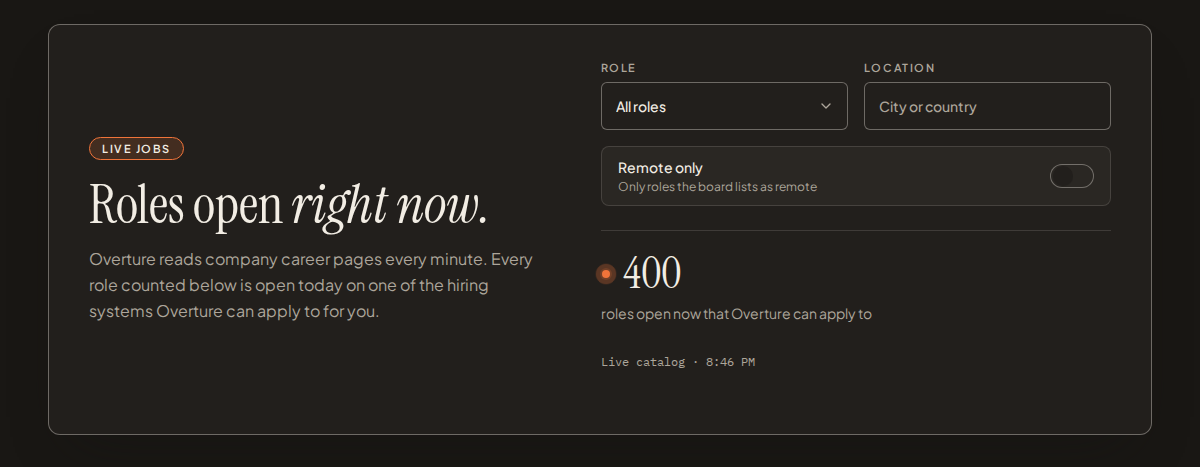 LIVE JOBS
Roles open right now.
Overture reads company career pages every minute. Every
role counted below is open today on one of the hiring
systems Overture can apply to for you.
ROLE
All roles
LOCATION
City or country
Remote only
Only roles the board lists as remote
400
roles open now that Overture can apply to
Live catalog · 8:46 PM